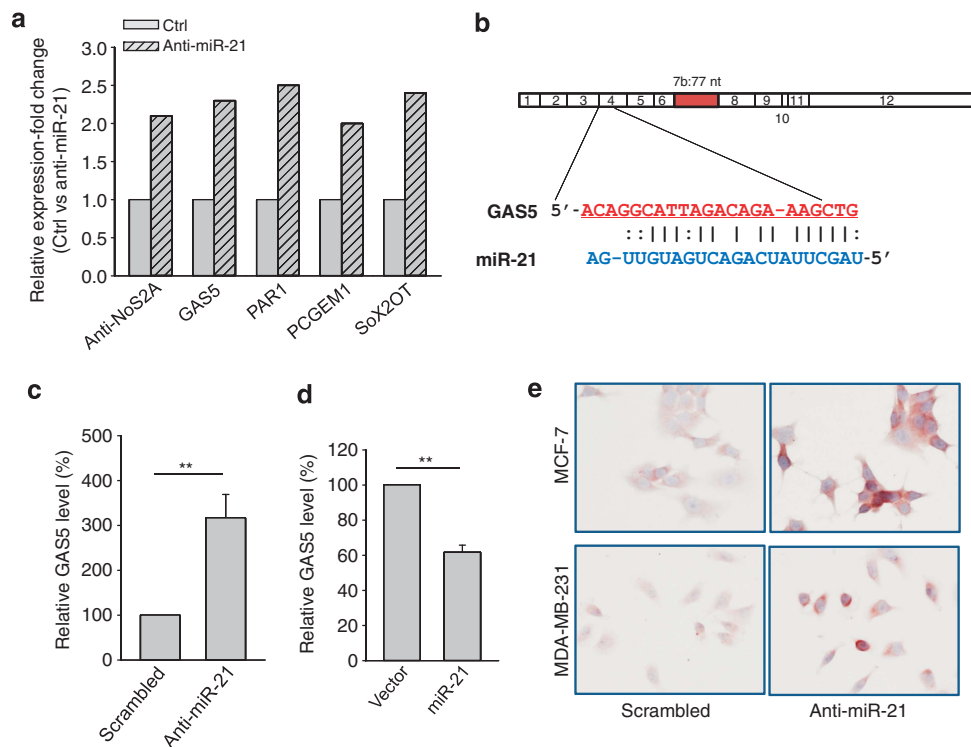 a
Ctrl
Anti-miR-21
Relative expression-fold change
(Ctrl vs anti-miR-21)
3.0
2.5
2.0
1.5
1.0
0.5
0.0
Anti-NoS2A
GAS5
PAR1
PCGEM1
SoX2OT
b
7b:77 nt
1 2 3 4 5 6 8 9 11 12
10
GAS5 5′-ACAGGCATTAGACAGA-AAGCTG
miR-21 AG-UUGUAGUCAGACUAUUCGAU-5′
c
Relative GAS5 level (%)
500
400
300
200
100
0
**
Scrambled
Anti-miR-21
d
Relative GAS5 level (%)
120
100
80
60
40
20
0
**
Vector
miR-21
e
MCF-7
MDA-MB-231
Scrambled
Anti-miR-21